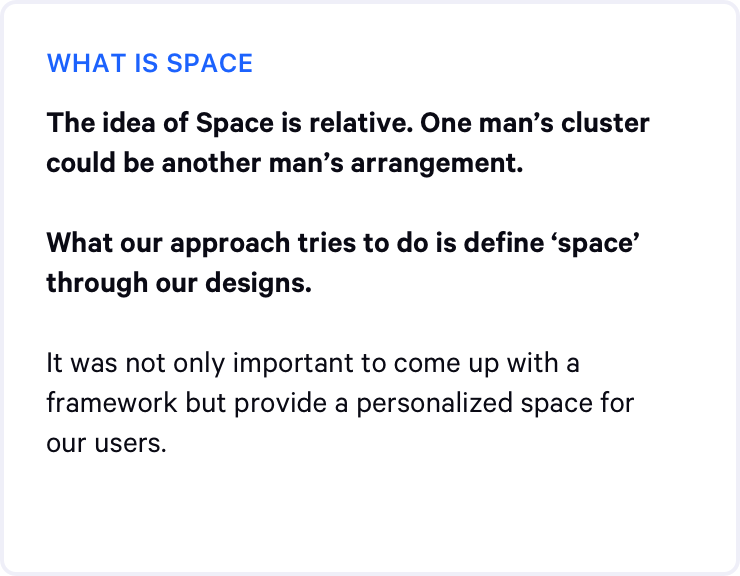 WHAT IS SPACE
The idea of Space is relative. One man’s cluster
could be another man’s arrangement.
What our approach tries to do is define ‘space’
through our designs.
It was not only important to come up with a
framework but provide a personalized space for
our users.